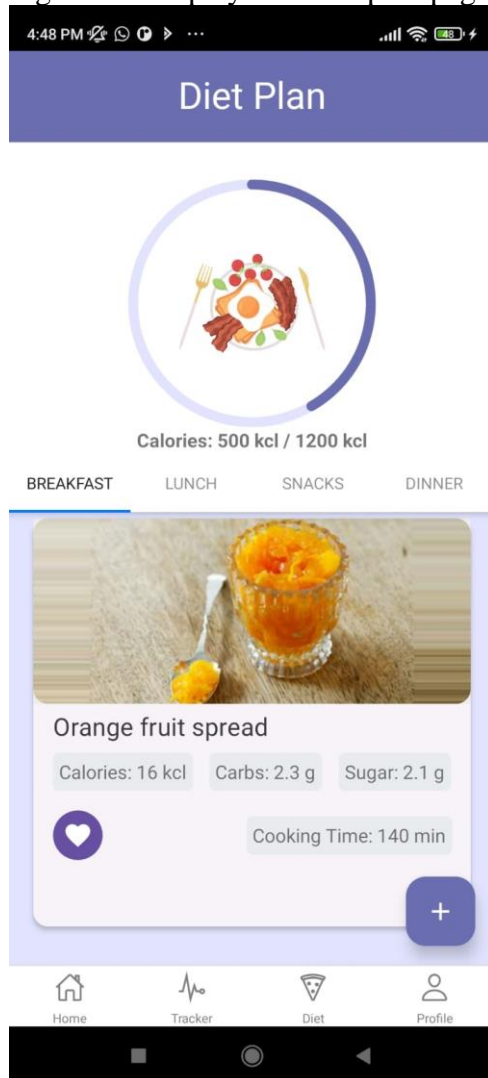 4:48 PM
48
Diet Plan
Calories: 500 kcl / 1200 kcl
BREAKFAST LUNCH SNACKS DINNER
Orange fruit spread
Calories: 16 kcl Carbs: 2.3 g Sugar: 2.1 g
Cooking Time: 140 min
+
Home Tracker Diet Profile